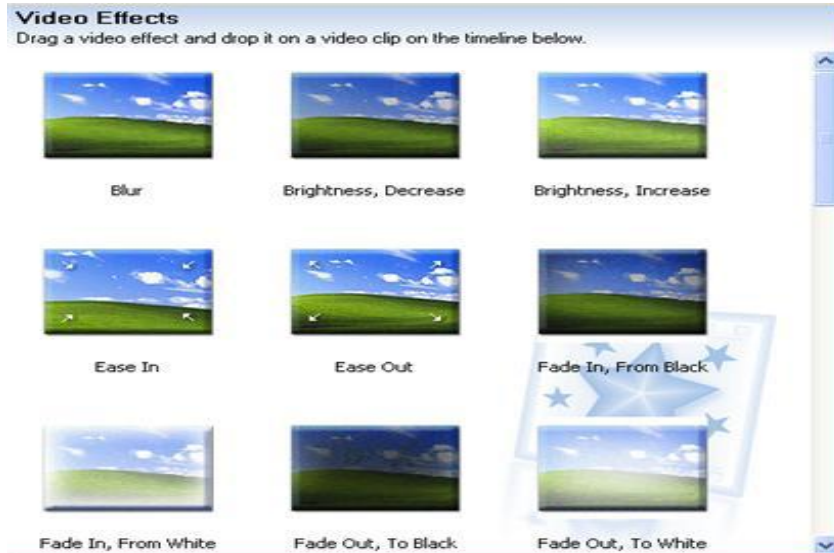 Video Effects
Drag a video effect and drop it on a video clip on the timeline below.
Blur
Brightness, Decrease
Brightness, Increase
Ease In
Ease Out
Fade In, From Black
Fade In, From White
Fade Out, To Black
Fade Out, To White